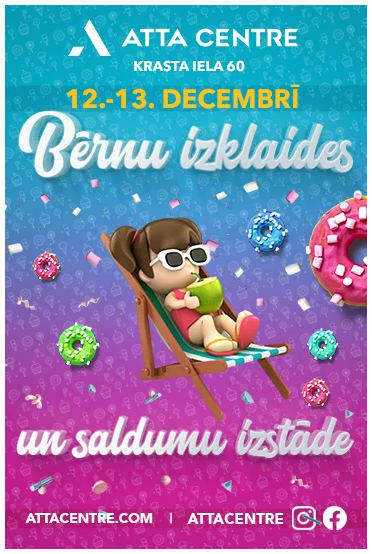 ATTA CENTRE
KRASTA IELA 60
12.-13. DECEMBRĪ
Bērnu izklaides
un saldumu izstāde
ATTACENTRE.COM | ATTACENTRE